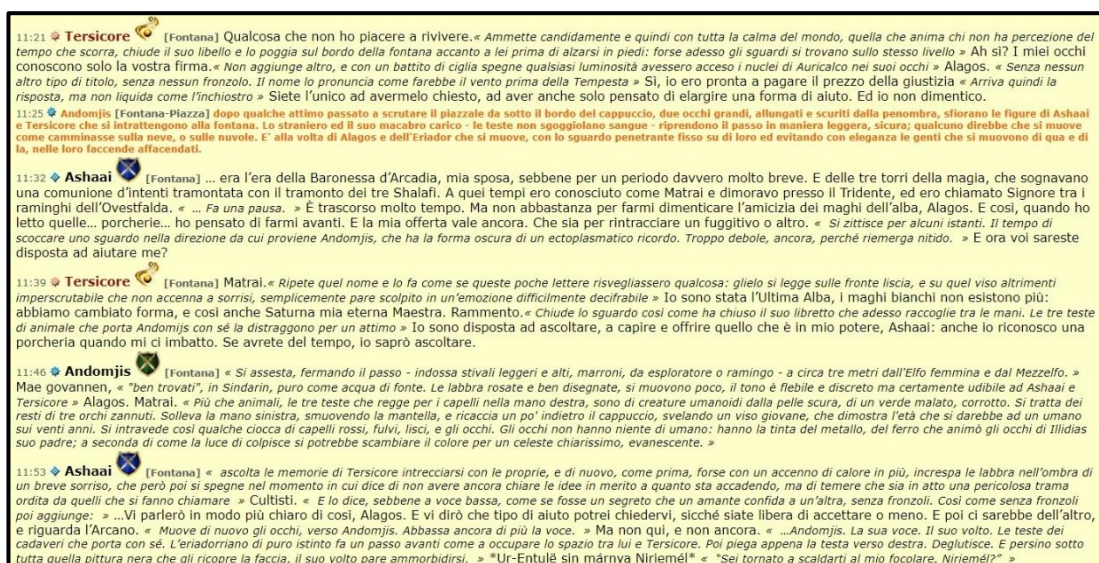 11:21 Tersicore [Fontana] Qualcosa che non ho piacere a rivivere.« Ammette candidamente e quindi con tutta la calma del mondo, quella che anima chi non ha percezione del
tempo che scorra, chiude il suo libello e lo poggia sul bordo della fontana accanto a lei prima di alzarsi in piedi: forse adesso gli sguardi si trovano sullo stesso livello » Ah sì? I miei occhi
conoscono solo la vostra firma.« Non aggiunge altro, e con un battito di ciglia spegne qualsiasi luminosità avessero acceso i nuclei di Auricalco nei suoi occhi » Alagos. « Senza nessun
altro tipo di titolo, senza nessun fronzolo. Il nome lo pronuncia come farebbe il vento prima della Tempesta » Sì, io ero pronta a pagare il prezzo della giustizia « Arriva quindi la
risposta, ma non liquida come l'inchiostro » Siete l'unico ad avermelo chiesto, ad aver anche solo pensato di elargire una forma di aiuto. Ed io non dimentico.
11:25 Andomjis [Fontana-Piazza] dopo qualche attimo passato a scrutare il piazzale da sotto il bordo del cappuccio, due occhi grandi, allungati e scuriti dalla penombra, sfiorano le figure di Ashaai
e Tersicore che si intrattengono alla fontana. Lo straniero ed il suo macabro carico - le teste non sgoggiolano sangue - riprendono il passo in maniera leggera, sicura; qualcuno direbbe che si muove
come camminasse sulla neve, o sulle nuvole. E' alla volta di Alagos e dell'Eriador che si muove, con lo sguardo penetrante fisso su di loro ed evitando con eleganza le genti che si muovono di qua e di
la, nelle loro faccende affacendati.
11:32 Ashaai [Fontana] ... era l'era della Baronessa d'Arcadia, mia sposa, sebbene per un periodo davvero molto breve. E delle tre torri della magia, che sognavano
una comunione d'intenti tramontata con il tramonto dei tre Shalafi. A quei tempi ero conosciuto come Matrai e dimoravo presso il Tridente, ed ero chiamato Signore tra i
raminghi dell'Ovestfalda. « ... Fa una pausa. » È trascorso molto tempo. Ma non abbastanza per farmi dimenticare l'amicizia dei maghi dell'alba, Alagos. E così, quando ho
letto quelle... porcherie... ho pensato di farmi avanti. E la mia offerta vale ancora. Che sia per rintracciare un fuggitivo o altro. « Si zittisce per alcuni istanti. Il tempo di
scoccare uno sguardo nella direzione da cui proviene Andomjis, che ha la forma oscura di un ectoplasmatico ricordo. Troppo debole, ancora, perché riemerga nitido. » E ora voi sareste
disposta ad aiutare me?
11:39 Tersicore [Fontana] Matrai.« Ripete quel nome e lo fa come se queste poche lettere risvegliassero qualcosa: glielo si legge sulle fronte liscia, e su quel viso altrimenti
imperscrutabile che non accenna a sorrisi, semplicemente pare scolpito in un'emozione difficilmente decifrabile » Io sono stata l'Ultima Alba, i maghi bianchi non esistono più:
abbiamo cambiato forma, e così anche Saturna mia eterna Maestra. Rammento.« Chiude lo sguardo così come ha chiuso il suo libretto che adesso raccoglie tra le mani. Le tre teste
di animale che porta Andomjis con sé la distraggono per un attimo » Io sono disposta ad ascoltare, a capire e offrire quello che è in mio potere, Ashaai: anche io riconosco una
porcheria quando mi ci imbatto. Se avrete del tempo, io saprò ascoltare.
11:46 Andomjis [Fontana] « Si assesta, fermando il passo - indossa stivali leggeri e alti, marroni, da esploratore o ramingo - a circa tre metri dall'Elfo femmina e dal Mezzelfo. »
Mae govannen, « "ben trovati", in Sindarin, puro come acqua di fonte. Le labbra rosate e ben disegnate, si muovono poco, il tono è flebile e discreto ma certamente udibile ad Ashaai e
Tersicore » Alagos. Matrai. « Più che animali, le tre teste che regge per i capelli nella mano destra, sono di creature umanoidi dalla pelle scura, di un verde malato, corrotto. Si tratta dei
resti di tre orchi zannuti. Solleva la mano sinistra, smuovendo la mantella, e ricaccia un po' indietro il cappuccio, svelando un viso giovane, che dimostra l'età che si darebbe ad un umano
sui venti anni. Si intravede così qualche ciocca di capelli rossi, fulvi, lisci, e gli occhi. Gli occhi non hanno niente di umano: hanno la tinta del metallo, del ferro che animò gli occhi di Illidias
suo padre; a seconda di come la luce di colpisce si potrebbe scambiare il colore per un celeste chiarissimo, evanescente. »
11:53 Ashaai [Fontana] « ascolta le memorie di Tersicore intrecciarsi con le proprie, e di nuovo, come prima, forse con un accenno di calore in più, increspa le labbra nell'ombra di
un breve sorriso, che però poi si spegne nel momento in cui dice di non avere ancora chiare le idee in merito a quanto sta accadendo, ma di temere che sia in atto una pericolosa trama
ordita da quelli che si fanno chiamare » Cultisti. « E lo dice, sebbene a voce bassa, come se fosse un segreto che un amante confida a un'altra, senza fronzoli. Così come senza fronzoli
poi aggiunge: » ...Vi parlerò in modo più chiaro di così, Alagos. E vi dirò che tipo di aiuto potrei chiedervi, sicché siate libera di accettare o meno. E poi ci sarebbe dell'altro,
e riguarda l'Arcano. « Muove di nuovo gli occhi, verso Andomjis. Abbassa ancora di più la voce. » Ma non qui, e non ancora. « ...Andomjis. La sua voce. Il suo volto. Le teste dei
cadaveri che porta con sé. L'eriadorriano di puro istinto fa un passo avanti come a occupare lo spazio tra lui e Tersicore. Poi piega appena la testa verso destra. Deglutisce. E persino sotto
tutta quella pittura nera che gli ricopre la faccia, il suo volto pare ammorbidirsi. » *Ur-Entulë sin márnya Niriemél* « "Sei tornato a scaldarti al mio focolare, Niriemél?" »